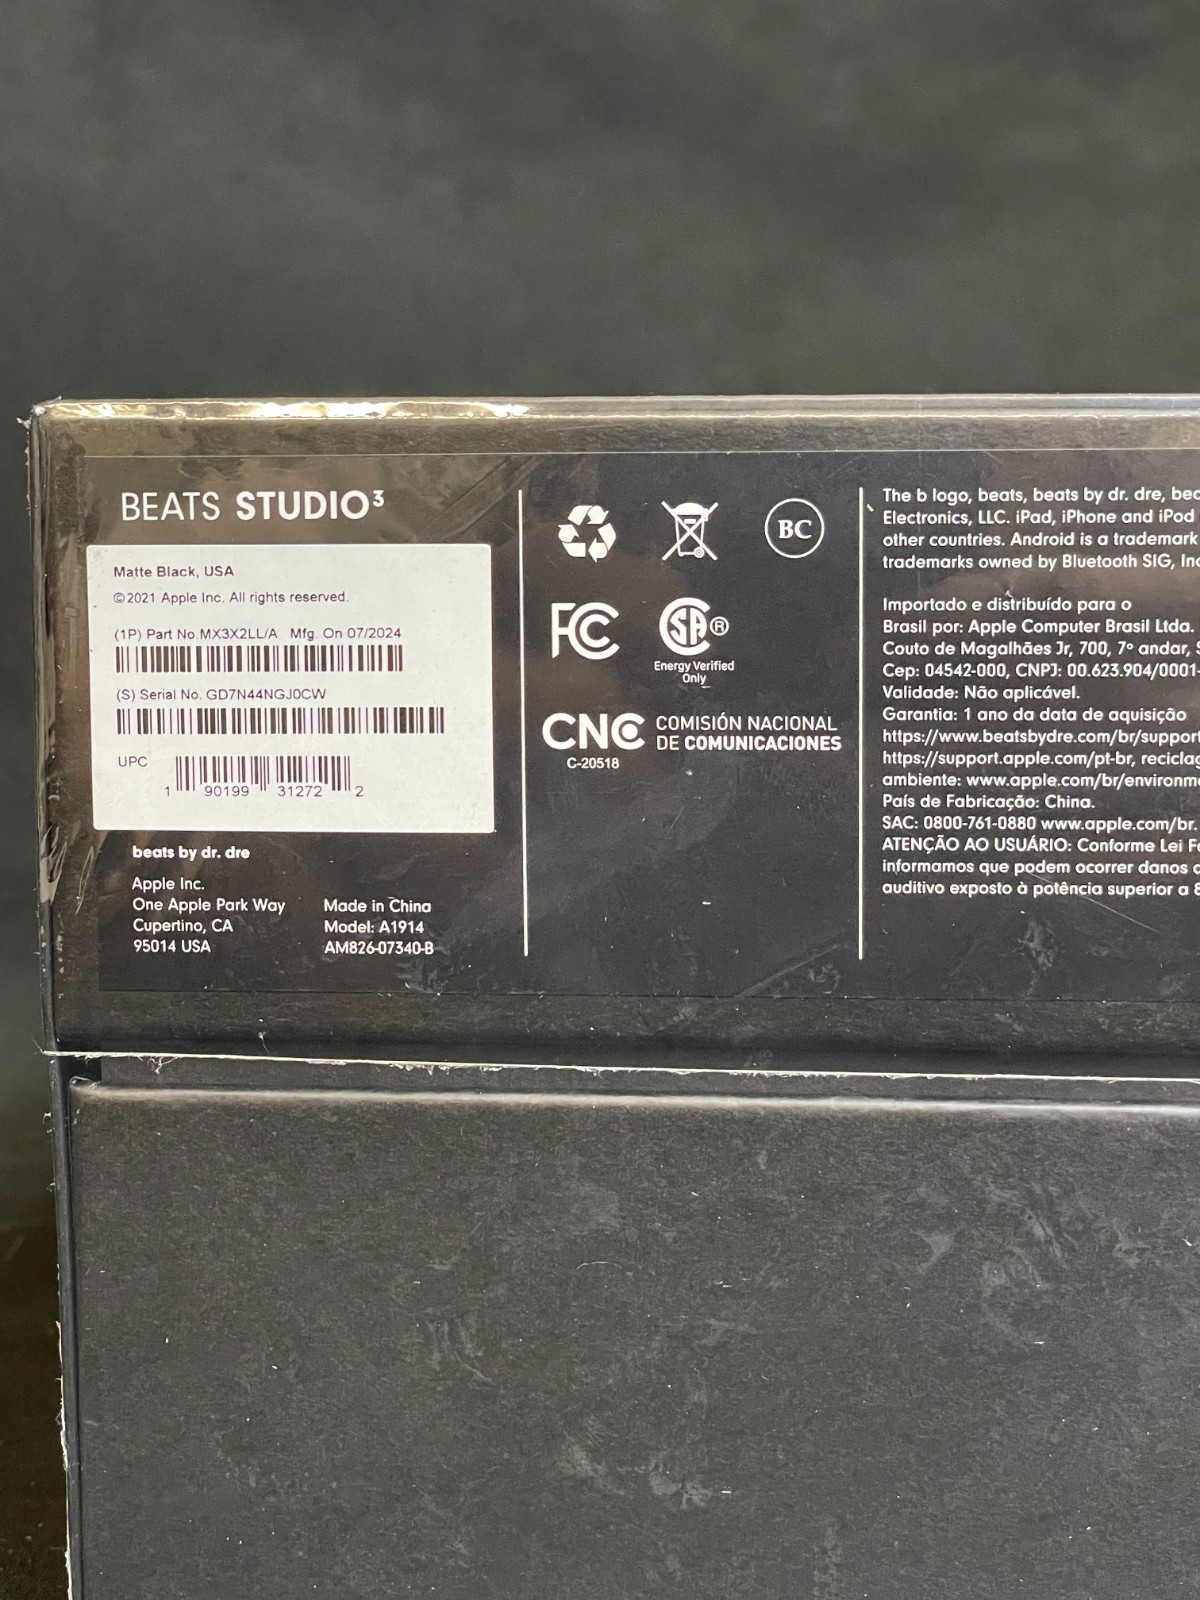 BEATS STUDIO³
Matte Black, USA
©2021 Apple Inc. All rights reserved.
(1P) Part No.MX3X2LL/A Mfg. On 07/2024
(S) Serial No. GD7N44NGJ0CW
UPC
1 90199 31272 2
beats by dr. dre
Apple Inc.
One Apple Park Way
Cupertino, CA
95014 USA
Made in China
Model: A1914
AM826-07340-B
BC
FC
SA®
Energy Verified
Only
CNC COMISIÓN NACIONAL
DE COMUNICACIONES
C-20518
The b logo, beats, beats by dr. dre,
Electronics, LLC. iPad, iPhone and iPod
other countries. Android is a trademark
trademarks owned by Bluetooth SIG,
Importado e distribuído para o
Brasil por: Apple Computer Brasil Ltda.
Couto de Magalhães Jr, 700, 7º andar,
Cep: 04542-000, CNPJ: 00.623.904/0001-
Validade: Não aplicável.
Garantia: 1 ano da data de aquisição
https://www.beatsbydre.com/br/support
https://support.apple.com/pt-br,
ambiente: www.apple.com/br/environme
País de Fabricação: China.
SAC: 0800-761-0880 www.apple.com/br.
ATENÇÃO AO USUÁRIO: Conforme Lei
informamos que podem ocorrer danos
auditivo exposto à potência superior a